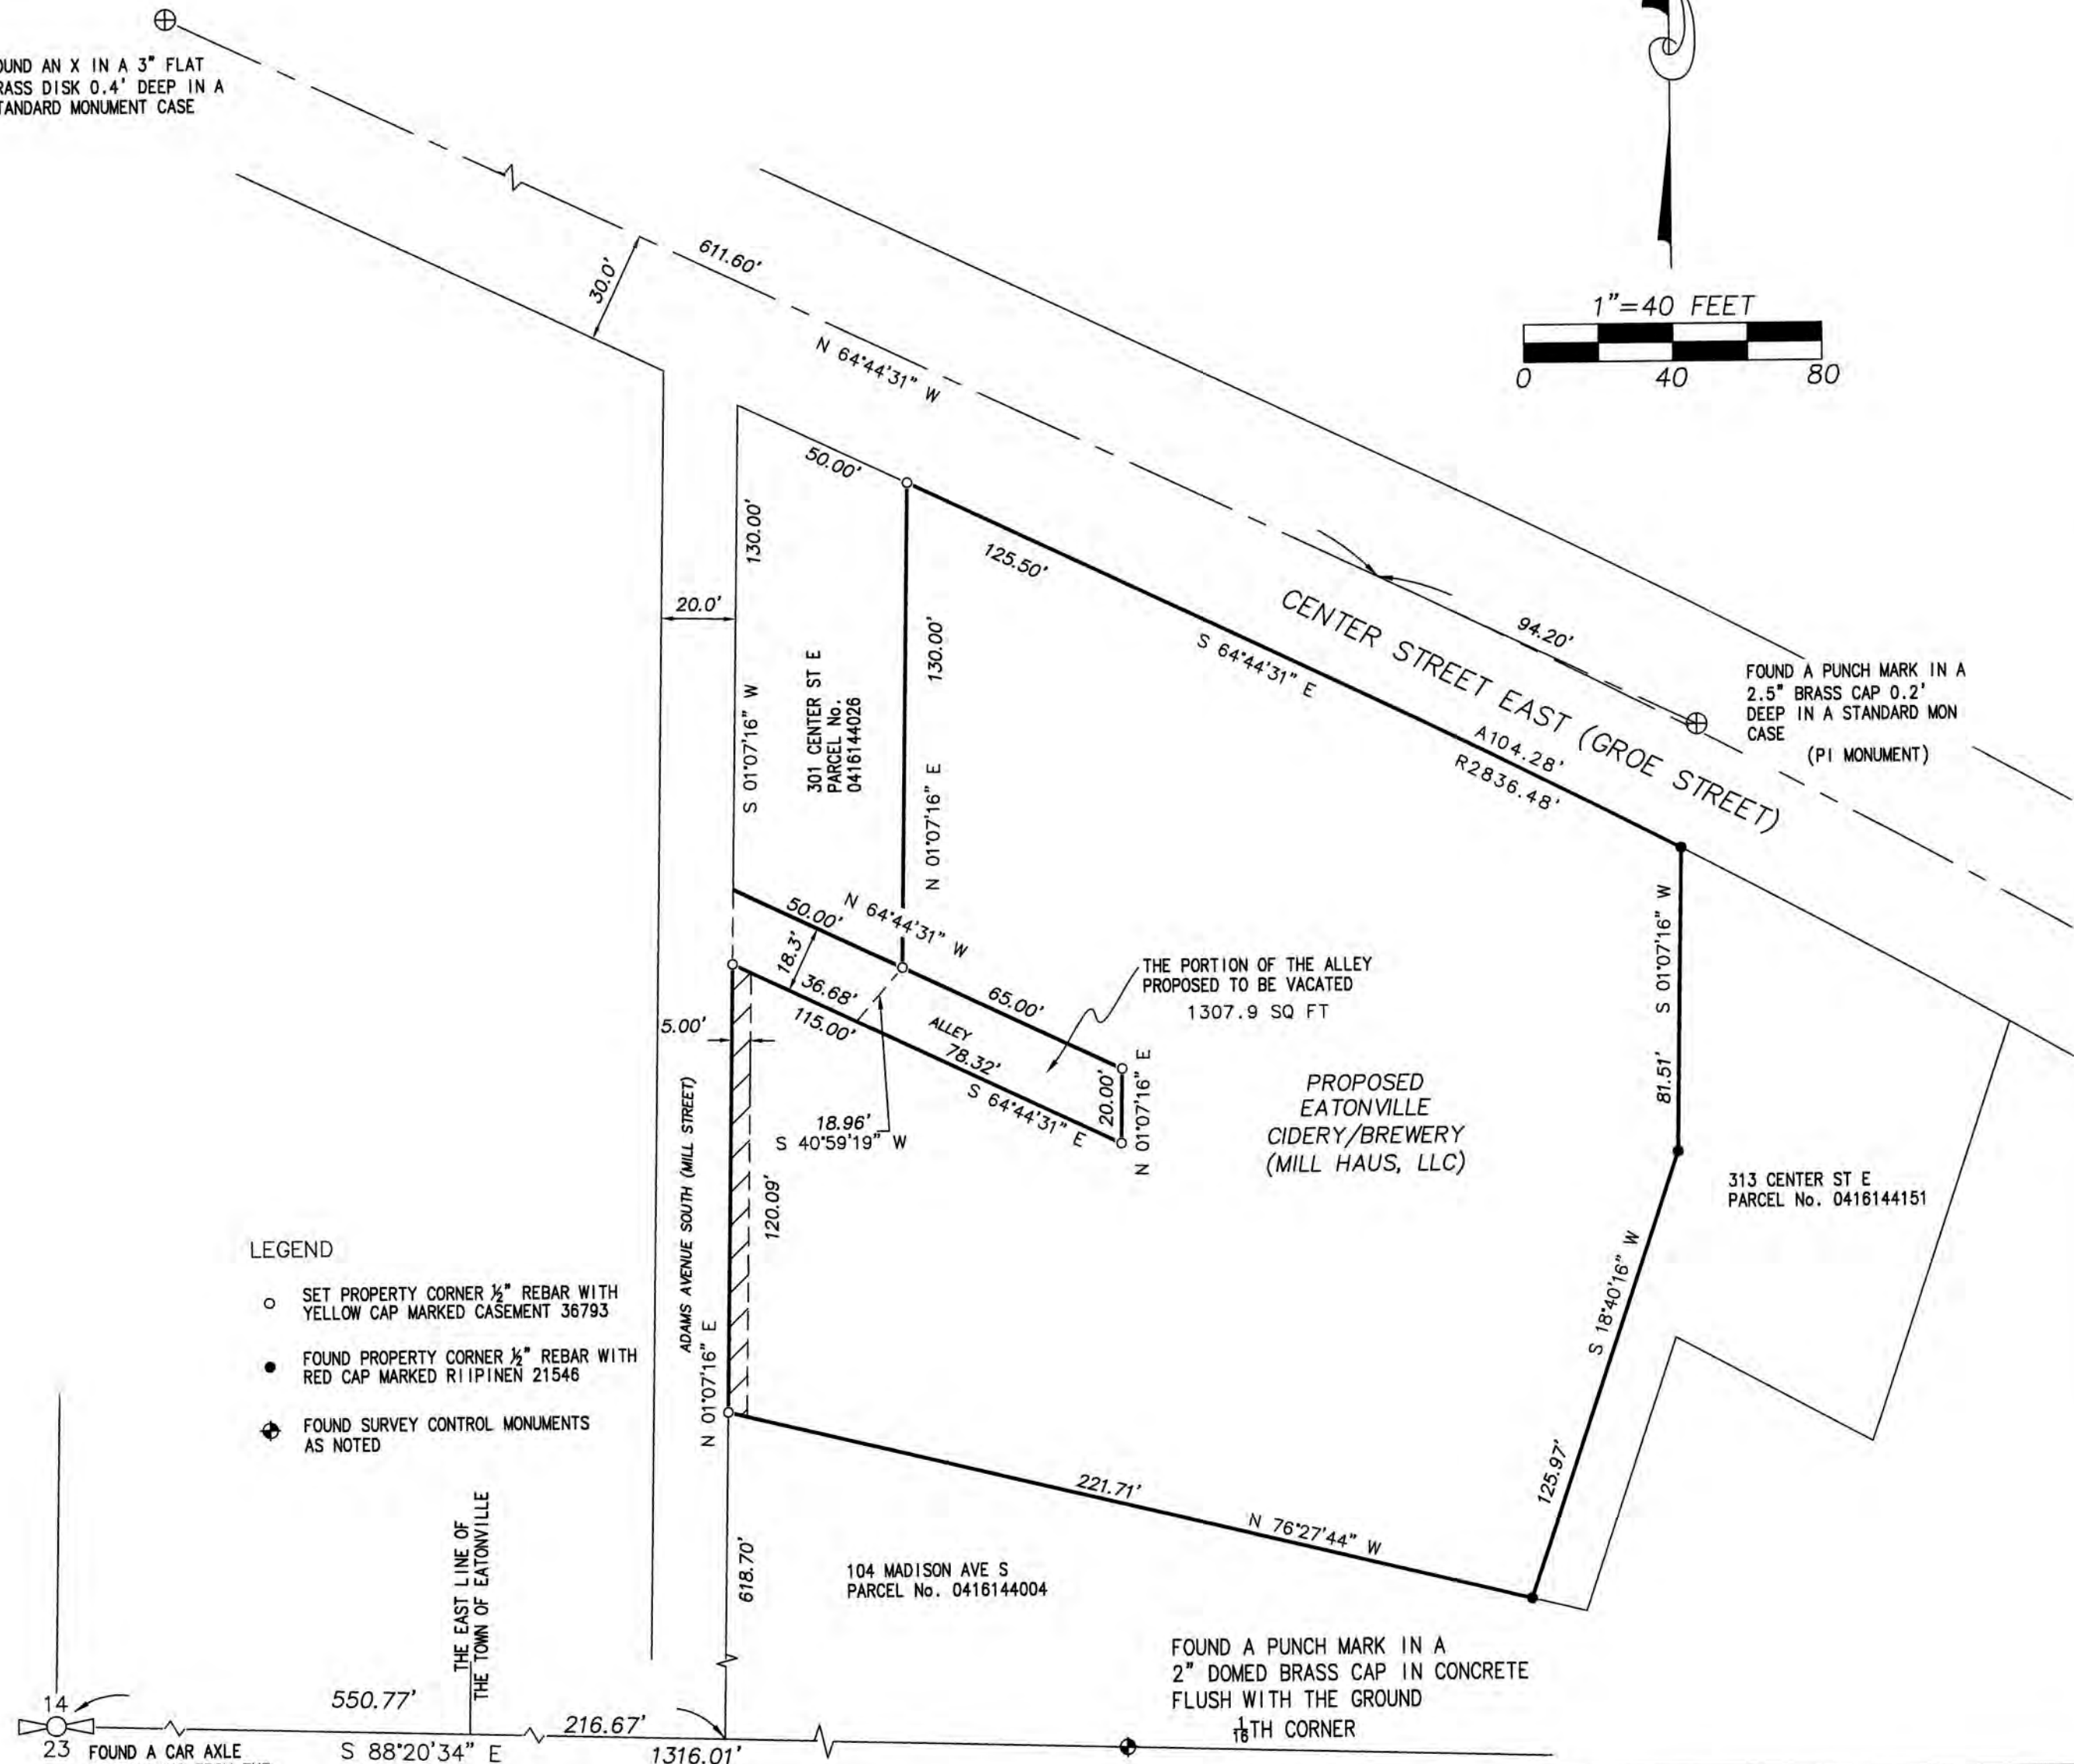 OUND AN X IN A 3" FLAT
RASS DISK 0.4' DEEP IN A
TANDARD MONUMENT CASE
30.0'
611.60'
N 64°44'31" W
1"=40 FEET
0 40 80
50.00'
130.00'
20.0'
S 01°07'16" W
301 CENTER ST E
PARCEL No.
0416144026
130.00'
N 01°07'16" E
125.50'
S 64°44'31" E
CENTER STREET EAST (GROE STREET)
94.20'
A104.28'
R2836.48'
FOUND A PUNCH MARK IN A
2.5" BRASS CAP 0.2'
DEEP IN A STANDARD MON
CASE
(PI MONUMENT)
50.00'
N 64°44'31" W
18.3'
36.68'
115.00'
65.00'
ALLEY
78.32'
S 64°44'31" E
THE PORTION OF THE ALLEY
PROPOSED TO BE VACATED
1307.9 SQ FT
20.00'
N 01°07'16" E
5.00'
18.96'
S 40°59'19" W
PROPOSED
EATONVILLE
CIDERY/BREWERY
(MILL HAUS, LLC)
S 01°07'16" W
81.51'
313 CENTER ST E
PARCEL No. 0416144151
S 18°40'16" W
125.97'
ADAMS AVENUE SOUTH (MILL STREET)
120.09'
N 01°07'16" E
LEGEND
SET PROPERTY CORNER ½" REBAR WITH
YELLOW CAP MARKED CASEMENT 36793
FOUND PROPERTY CORNER ½" REBAR WITH
RED CAP MARKED RIIPINEN 21546
FOUND SURVEY CONTROL MONUMENTS
AS NOTED
221.71'
N 76°27'44" W
THE EAST LINE OF
THE TOWN OF EATONVILLE
618.70'
104 MADISON AVE S
PARCEL No. 0416144004
FOUND A PUNCH MARK IN A
2" DOMED BRASS CAP IN CONCRETE
FLUSH WITH THE GROUND
1/16TH CORNER
14
23
FOUND A CAR AXLE
550.77'
S 88°20'34" E
216.67'
1316.01'